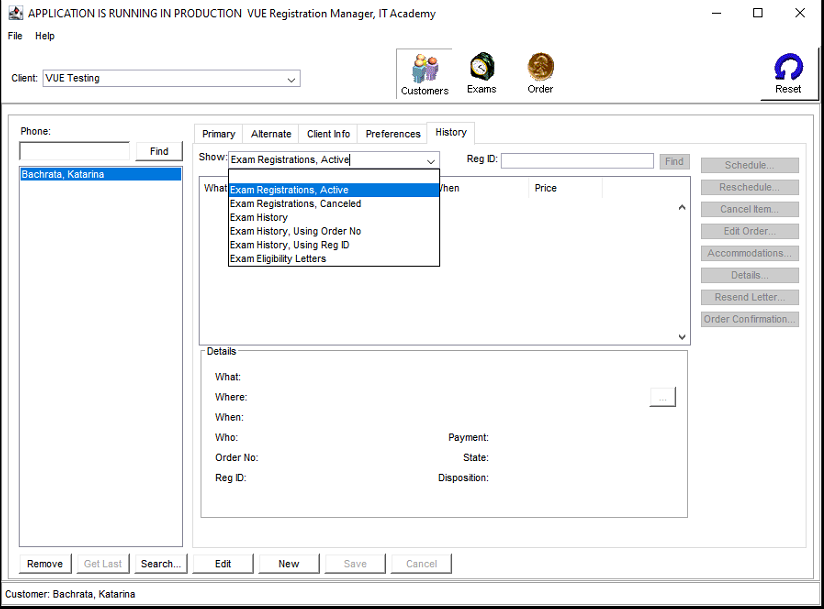 APPLICATION IS RUNNING IN PRODUCTION VUE Registration Manager, IT Academy
File Help
Client: VUE Testing
Customers Exams Order Reset
Phone:
Find
Bachrata, Katarina
Primary Alternate Client Info Preferences History
Show: Exam Registrations, Active Reg ID: Find
What When Price
Exam Registrations, Active
Exam Registrations, Canceled
Exam History
Exam History, Using Order No
Exam History, Using Reg ID
Exam Eligibility Letters
Schedule...
Reschedule...
Cancel Item...
Edit Order...
Accommodations...
Details...
Resend Letter...
Order Confirmation...
Details
What:
Where: ...
When:
Who: Payment:
Order No: State:
Reg ID: Disposition:
Remove Get Last Search... Edit New Save Cancel
Customer: Bachrata, Katarina